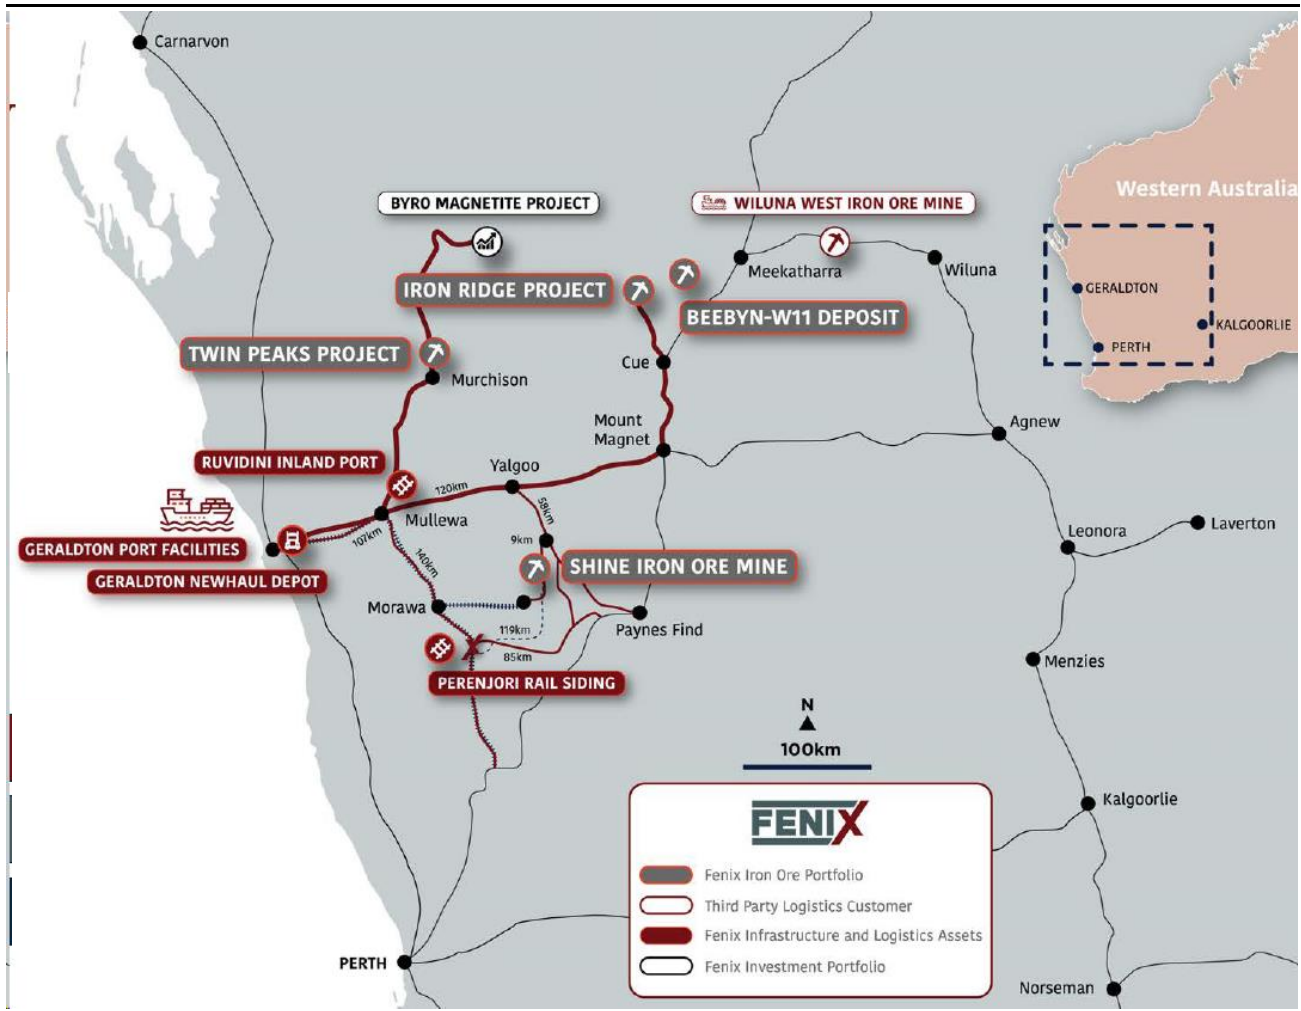 Carnarvon
Western Australia
BYRO MAGNETITE PROJECT
WILUNA WEST IRON ORE MINE
Meekatharra
Wiluna
IRON RIDGE PROJECT
BEEBYN-W11 DEPOSIT
GERALDTON
KALGOORLIE
PERTH
TWIN PEAKS PROJECT
Murchison
Cue
Mount
Magnet
Agnew
RUVIDINI INLAND PORT
Yalgoo
120km
58km
Mullewa
107km
9km
140km
GERALDTON PORT FACILITIES
GERALDTON NEWHAUL DEPOT
SHINE IRON ORE MINE
Leonora
Laverton
Morawa
119km
85km
Paynes Find
PERENJORI RAIL SIDING
Menzies
N
100km
Kalgoorlie
FENIX
Fenix Iron Ore Portfolio
Third Party Logistics Customer
Fenix Infrastructure and Logistics Assets
Fenix Investment Portfolio
PERTH
Norseman